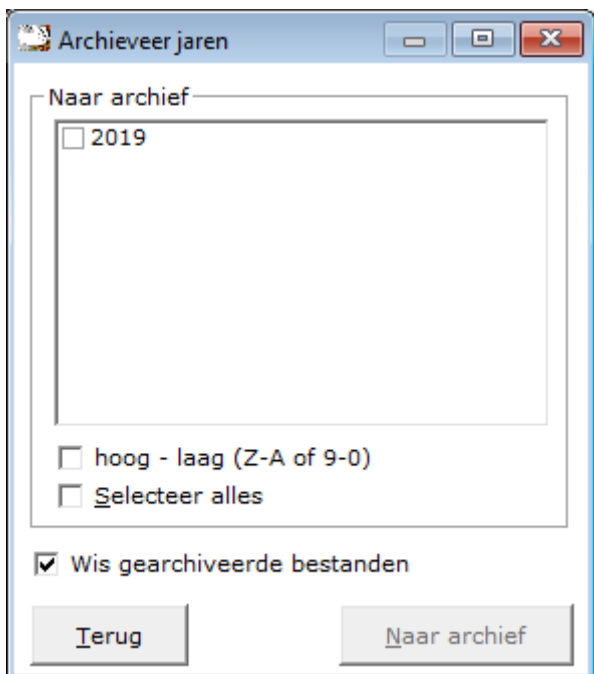 Archieveer jaren
Naar archief
2019
hoog - laag (Z-A of 9-0)
Selecteer alles
Wis gearchiveerde bestanden
Terug
Naar archief